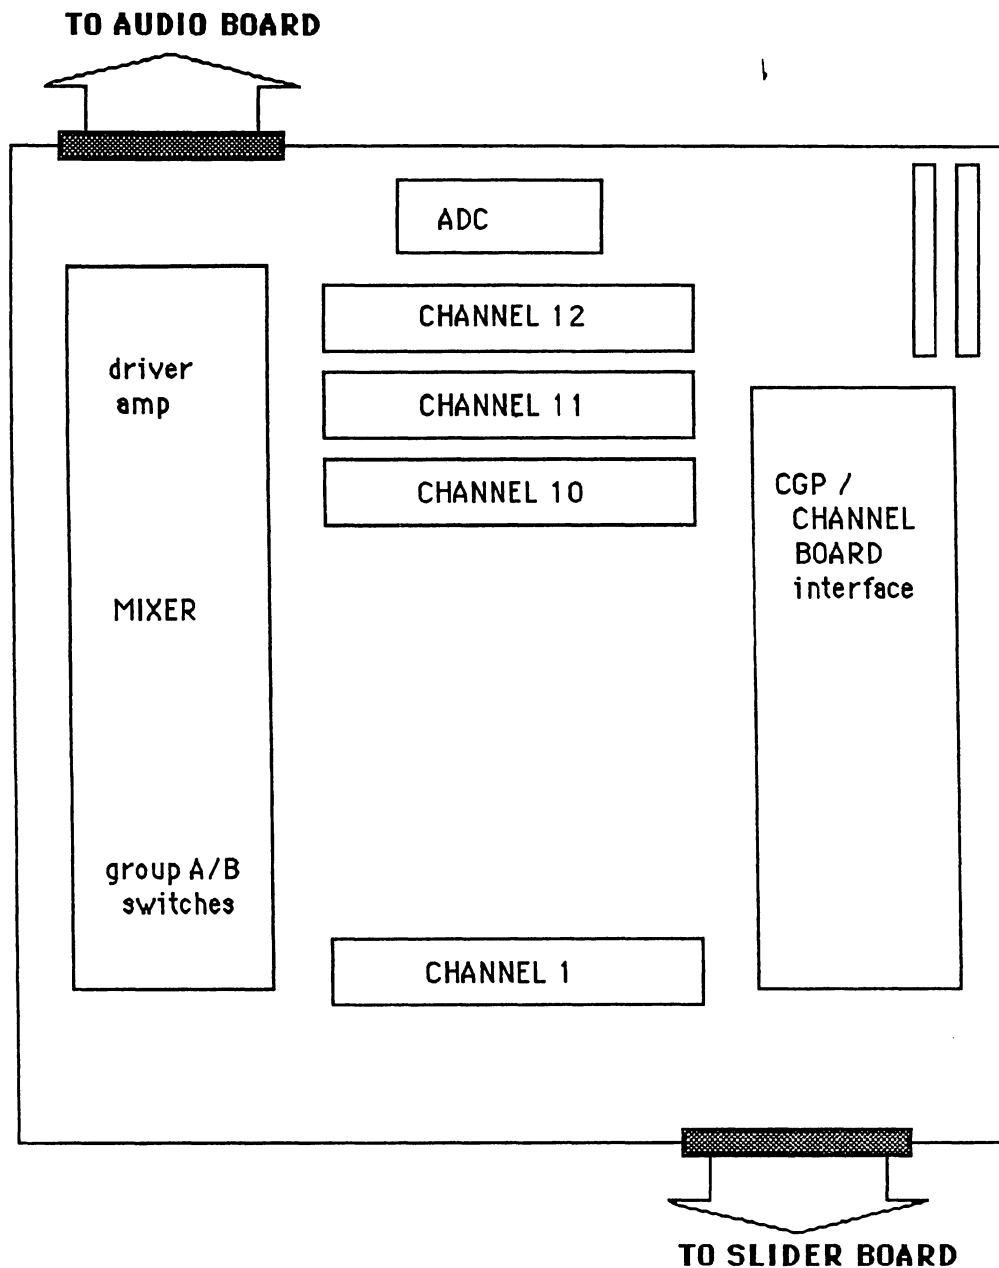 TO AUDIO BOARD
ADC
CHANNEL 12
driver
amp
CHANNEL 11
CHANNEL 10
CGP /
CHANNEL
BOARD
interface
MIXER
group A/B
switches
CHANNEL 1
TO SLIDER BOARD